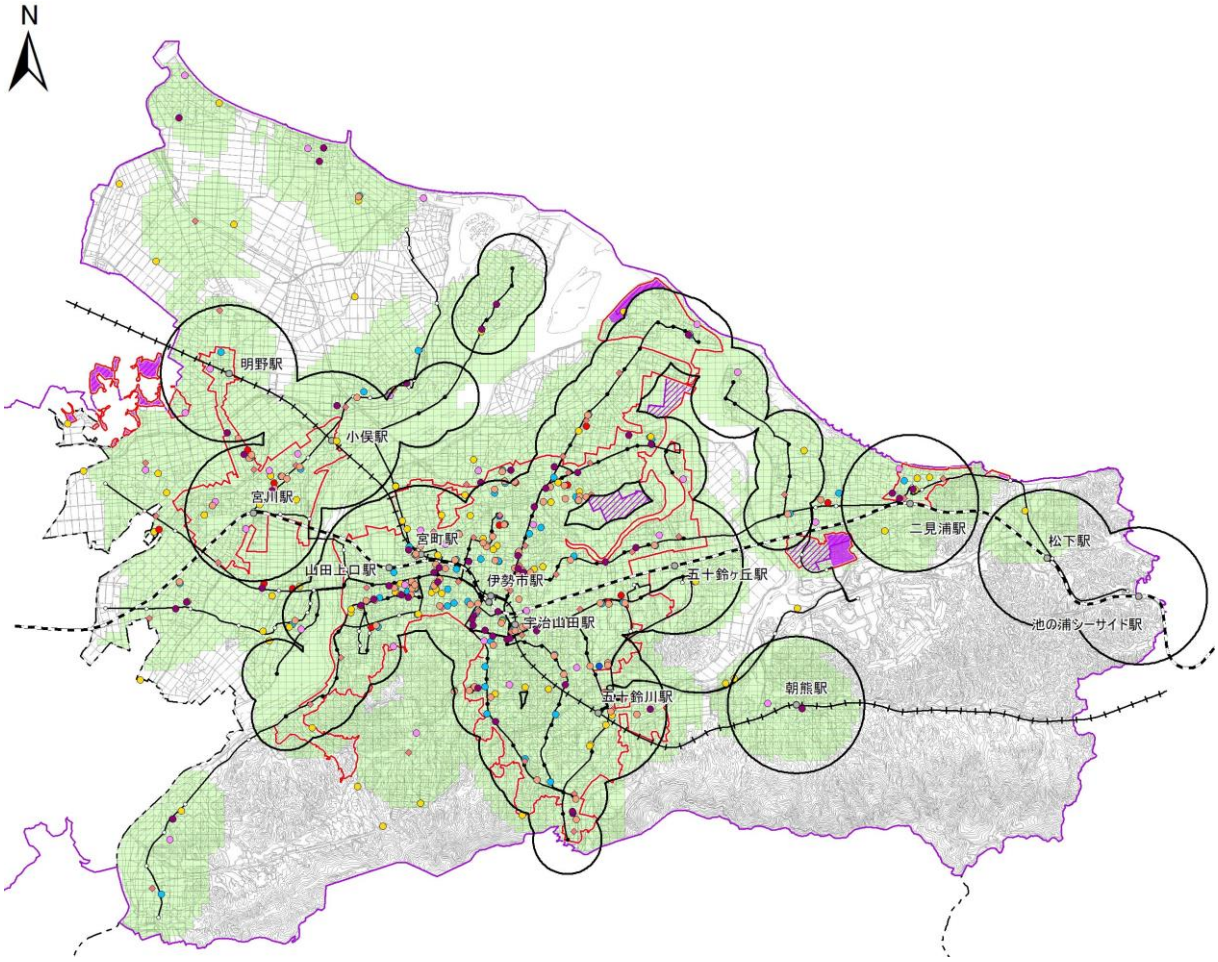 N
明野駅
小俣駅
宮川駅
宮町駅
山田上口駅
伊勢市駅
宇治山田駅
五十鈴ヶ丘駅
二見浦駅
松下駅
池の浦シーサイド駅
五十鈴川駅
朝熊駅